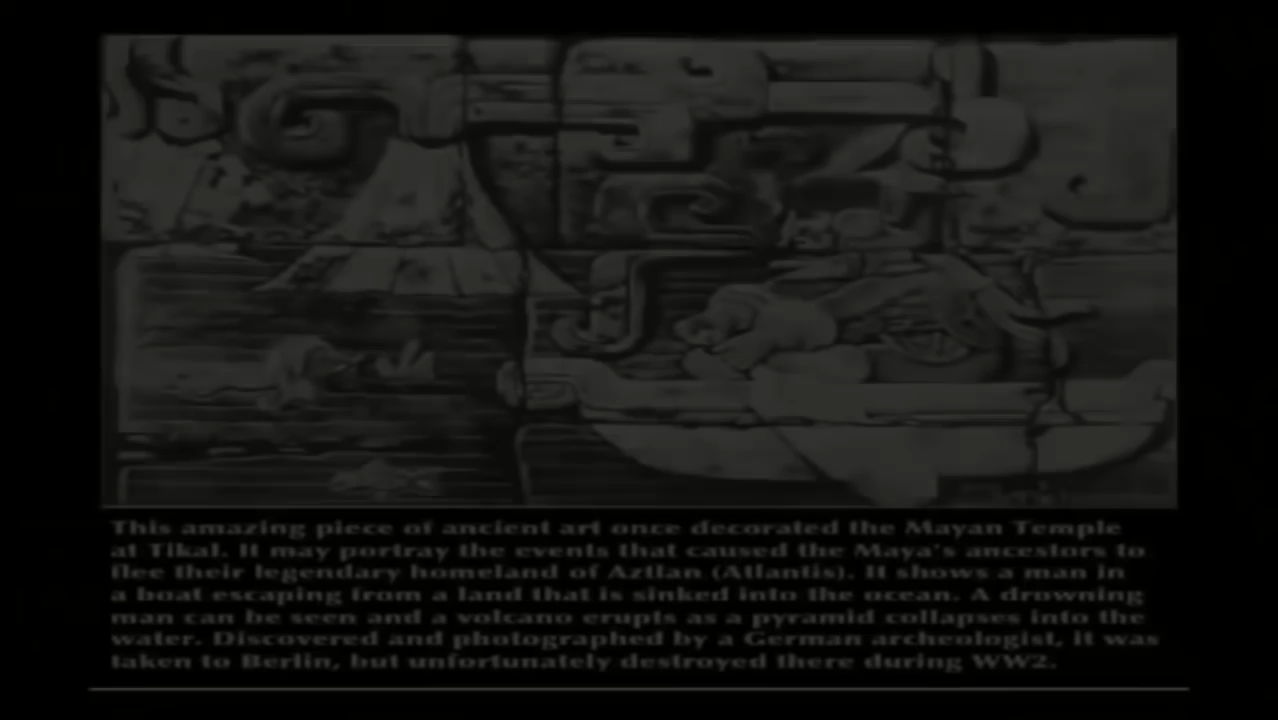 This amazing piece of ancient art once decorated the Mayan Temple
at Tikal. It may portray the events that caused the Maya's ancestors to
flee their legendary homeland of Aztlan (Atlantis). It shows a man in
a boat escaping from a land that is sinked into the ocean. A drowning
man can be seen and a volcano erupts as a pyramid collapses into the
water. Discovered and photographed by a German archeologist, it was
taken to Berlin, but unfortunately destroyed there during WW2.